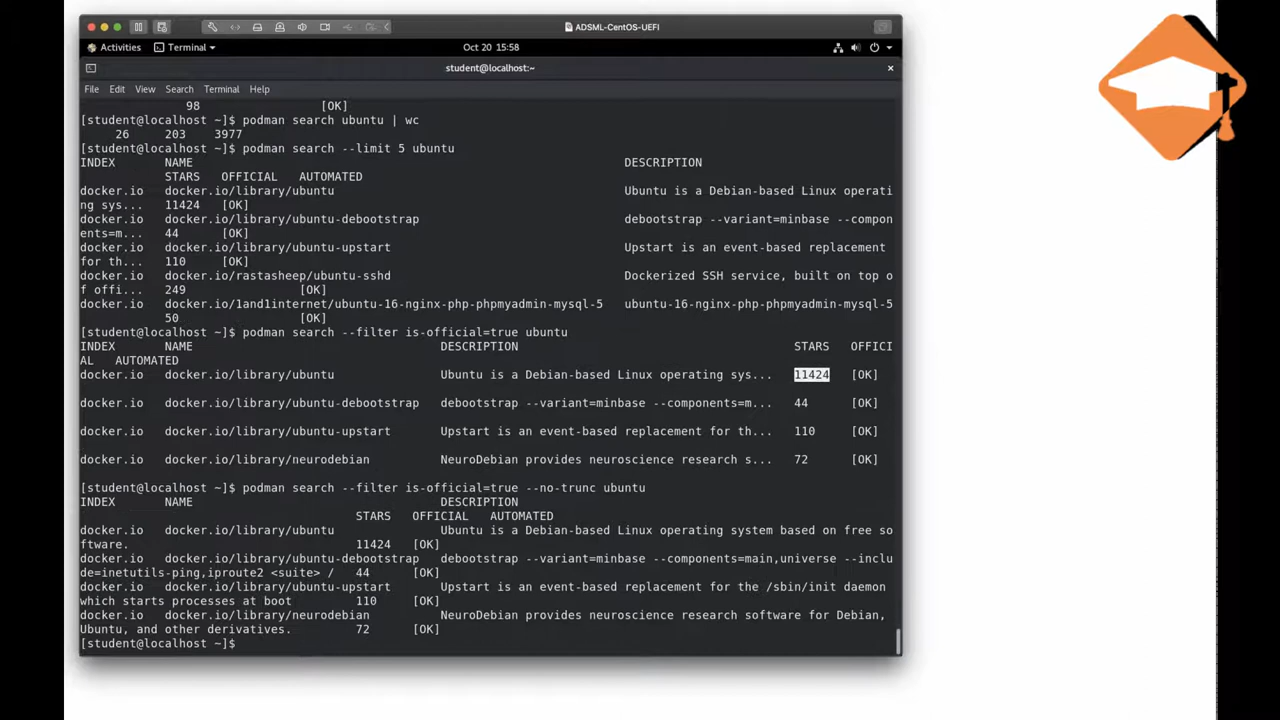 ADSML-CentOS-UEFI
Activities Terminal Oct 20 15:58
student@localhost:~
File Edit View Search Terminal Help
98 [OK]
[student@localhost ~]$ podman search ubuntu | wc
26 203 3977
[student@localhost ~]$ podman search --limit 5 ubuntu
INDEX NAME DESCRIPTION
STARS OFFICIAL AUTOMATED
docker.io docker.io/library/ubuntu Ubuntu is a Debian-based Linux operati
ng sys... 11424 [OK]
docker.io docker.io/library/ubuntu-debootstrap debootstrap --variant=minbase --compon
ents=m... 44 [OK]
docker.io docker.io/library/ubuntu-upstart Upstart is an event-based replacement
for th... 110 [OK]
docker.io docker.io/rastasheep/ubuntu-sshd Dockerized SSH service, built on top o
f offi... 249 [OK]
docker.io docker.io/1and1internet/ubuntu-16-nginx-php-phpmyadmin-mysql-5 ubuntu-16-nginx-php-phpmyadmin-mysql-5
50 [OK]
[student@localhost ~]$ podman search --filter is-official=true ubuntu
INDEX NAME DESCRIPTION STARS OFFICI
AL AUTOMATED
docker.io docker.io/library/ubuntu Ubuntu is a Debian-based Linux operating sys... 11424 [OK]
docker.io docker.io/library/ubuntu-debootstrap debootstrap --variant=minbase --components=m... 44 [OK]
docker.io docker.io/library/ubuntu-upstart Upstart is an event-based replacement for th... 110 [OK]
docker.io docker.io/library/neurodebian NeuroDebian provides neuroscience research s... 72 [OK]
[student@localhost ~]$ podman search --filter is-official=true --no-trunc ubuntu
INDEX NAME DESCRIPTION
STARS OFFICIAL AUTOMATED
docker.io docker.io/library/ubuntu Ubuntu is a Debian-based Linux operating system based on free so
ftware. 11424 [OK]
docker.io docker.io/library/ubuntu-debootstrap debootstrap --variant=minbase --components=main,universe --inclu
de=inetutils-ping,iproute2 <suite> / 44 [OK]
docker.io docker.io/library/ubuntu-upstart Upstart is an event-based replacement for the /sbin/init daemon
which starts processes at boot 110 [OK]
docker.io docker.io/library/neurodebian NeuroDebian provides neuroscience research software for Debian,
Ubuntu, and other derivatives. 72 [OK]
[student@localhost ~]$